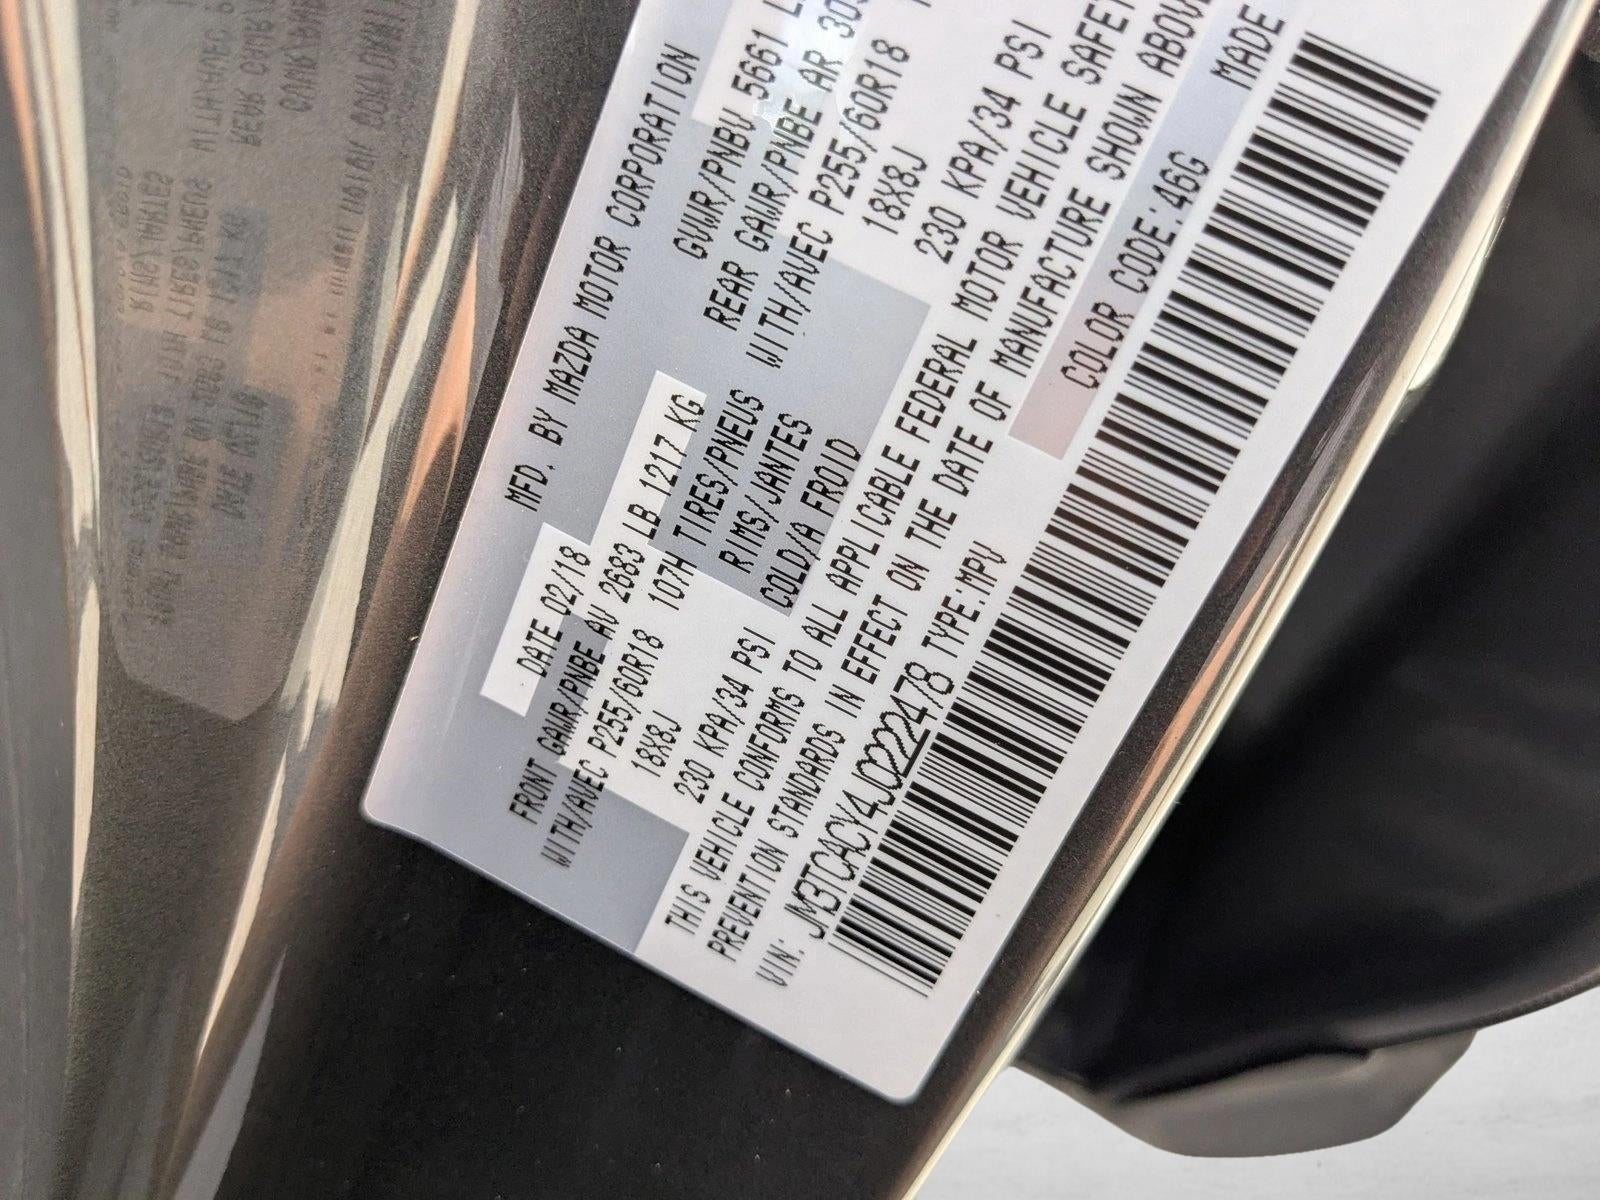 MFD. BY MAZDA MOTOR CORPORATION
DATE 02/18 GVWR/PNBV 5661
FRONT GAWR/PNBE AV 2683 LB 1217 KG REAR GAWR/PNBE AR
WITH/AVEC P255/60R18 107H TIRES/PNEUS WITH/AVEC P255/60R18
18X8J RIMS/JANTES 18X8J
230 KPA/34 PSI COLD/A FROID 230 KPA/34 PSI
THIS VEHICLE CONFORMS TO ALL APPLICABLE FEDERAL MOTOR VEHICLE SAFETY
PREVENTION STANDARDS IN EFFECT ON THE DATE OF MANUFACTURE SHOWN ABOVE
VIN: JM3TCACY4J0222478 TYPE:MPV COLOR CODE:46G MADE